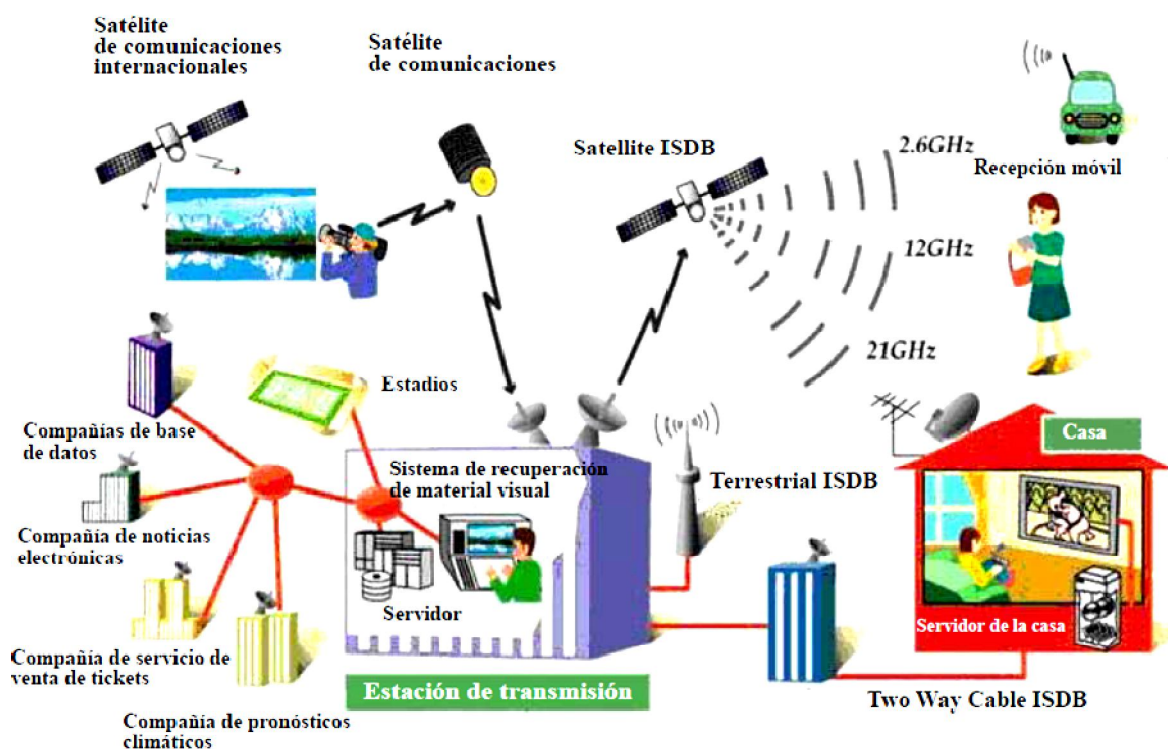 Satélite
de comunicaciones
internacionales
Satélite
de comunicaciones
Satellite ISDB
2.6GHz
Recepción móvil
12GHz
21GHz
Estadios
Compañías de base
de datos
Sistema de recuperación
de material visual
Terrestrial ISDB
Casa
Compañía de noticias
electrónicas
Servidor
Servidor de la casa
Compañía de servicio de
venta de tickets
Estación de transmisión
Two Way Cable ISDB
Compañía de pronósticos
climáticos